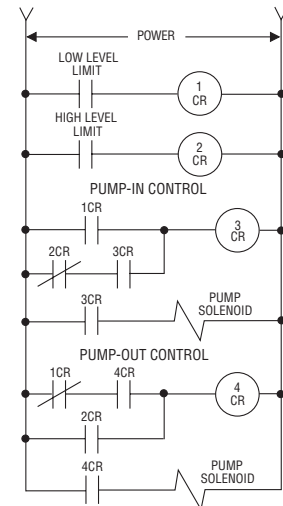 POWER
LOW LEVEL
LIMIT
1
CR
HIGH LEVEL
LIMIT
2
CR
PUMP-IN CONTROL
1CR
3
CR
2CR 3CR
3CR
PUMP
SOLENOID
PUMP-OUT CONTROL
1CR 4CR
4
CR
2CR
4CR
PUMP
SOLENOID